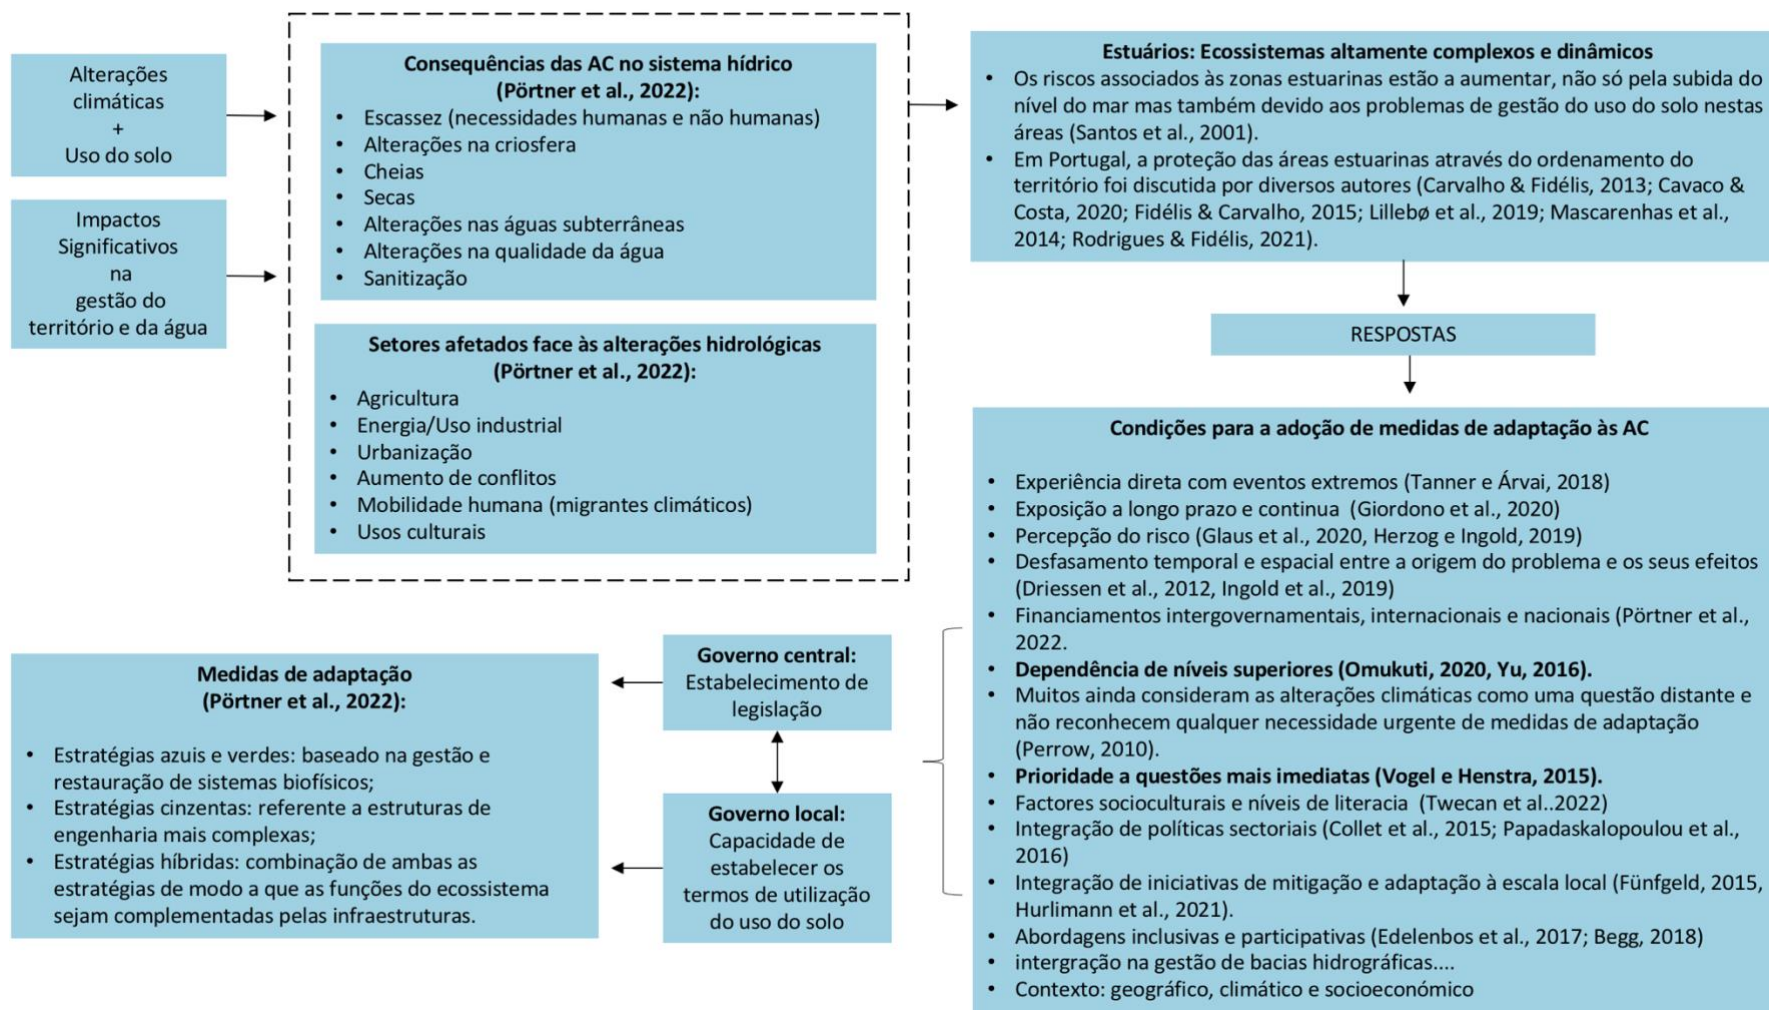 Alterações
climáticas
+
Uso do solo
Impactos
Significativos
na
gestão do
território e da água
Consequências das AC no sistema hídrico
(Pörtner et al., 2022):
• Escassez (necessidades humanas e não humanas)
• Alterações na criosfera
• Cheias
• Secas
• Alterações nas águas subterrâneas
• Alterações na qualidade da água
• Sanitização
Setores afetados face às alterações hidrológicas
(Pörtner et al., 2022):
• Agricultura
• Energia/Uso industrial
• Urbanização
• Aumento de conflitos
• Mobilidade humana (migrantes climáticos)
• Usos culturais
Estuários: Ecossistemas altamente complexos e dinâmicos
• Os riscos associados às zonas estuarinas estão a aumentar, não só pela subida do
nível do mar mas também devido aos problemas de gestão do uso do solo nestas
áreas (Santos et al., 2001).
• Em Portugal, a proteção das áreas estuarinas através do ordenamento do
território foi discutida por diversos autores (Carvalho & Fidélis, 2013; Cavaco &
Costa, 2020; Fidélis & Carvalho, 2015; Lillebø et al., 2019; Mascarenhas et al.,
2014; Rodrigues & Fidélis, 2021).
RESPOSTAS
Condições para a adoção de medidas de adaptação às AC
• Experiência direta com eventos extremos (Tanner e Árvai, 2018)
• Exposição a longo prazo e continua (Giordono et al., 2020)
• Percepção do risco (Glaus et al., 2020, Herzog e Ingold, 2019)
• Desfasamento temporal e espacial entre a origem do problema e os seus efeitos
(Driessen et al., 2012, Ingold et al., 2019)
• Financiamentos intergovernamentais, internacionais e nacionais (Pörtner et al.,
2022.
• Dependência de níveis superiores (Omukuti, 2020, Yu, 2016).
• Muitos ainda consideram as alterações climáticas como uma questão distante e
não reconhecem qualquer necessidade urgente de medidas de adaptação
(Perrow, 2010).
• Prioridade a questões mais imediatas (Vogel e Henstra, 2015).
• Factores socioculturais e níveis de literacia (Twecan et al..2022)
• Integração de políticas sectoriais (Collet et al., 2015; Papadaskalopoulou et al.,
2016)
• Integração de iniciativas de mitigação e adaptação à escala local (Fünfgeld, 2015,
Hurlimann et al., 2021).
• Abordagens inclusivas e participativas (Edelenbos et al., 2017; Begg, 2018)
• intergração na gestão de bacias hidrográficas....
• Contexto: geográfico, climático e socioeconómico
Governo central:
Estabelecimento de
legislação
Governo local:
Capacidade de
estabelecer os
termos de utilização
do uso do solo
Medidas de adaptação
(Pörtner et al., 2022):
• Estratégias azuis e verdes: baseado na gestão e
restauração de sistemas biofísicos;
• Estratégias cinzentas: referente a estruturas de
engenharia mais complexas;
• Estratégias híbridas: combinação de ambas as
estratégias de modo a que as funções do ecossistema
sejam complementadas pelas infraestruturas.